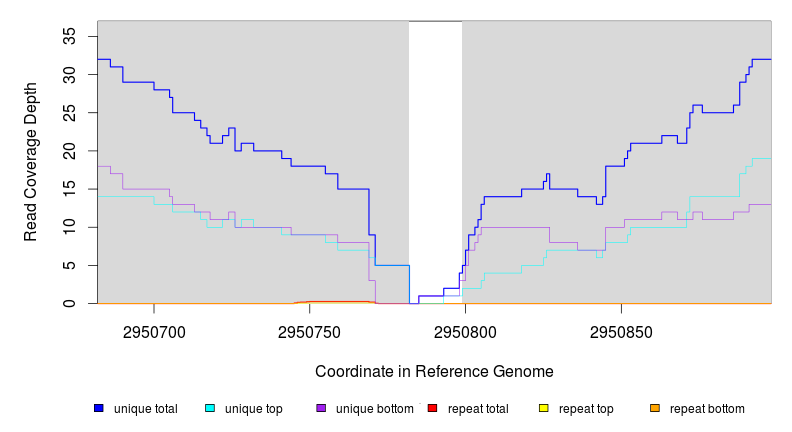 Read Coverage Depth
35
30
25
20
15
10
5
0
2950700 2950750 2950800 2950850
Coordinate in Reference Genome
unique total unique top unique bottom repeat total repeat top repeat bottom